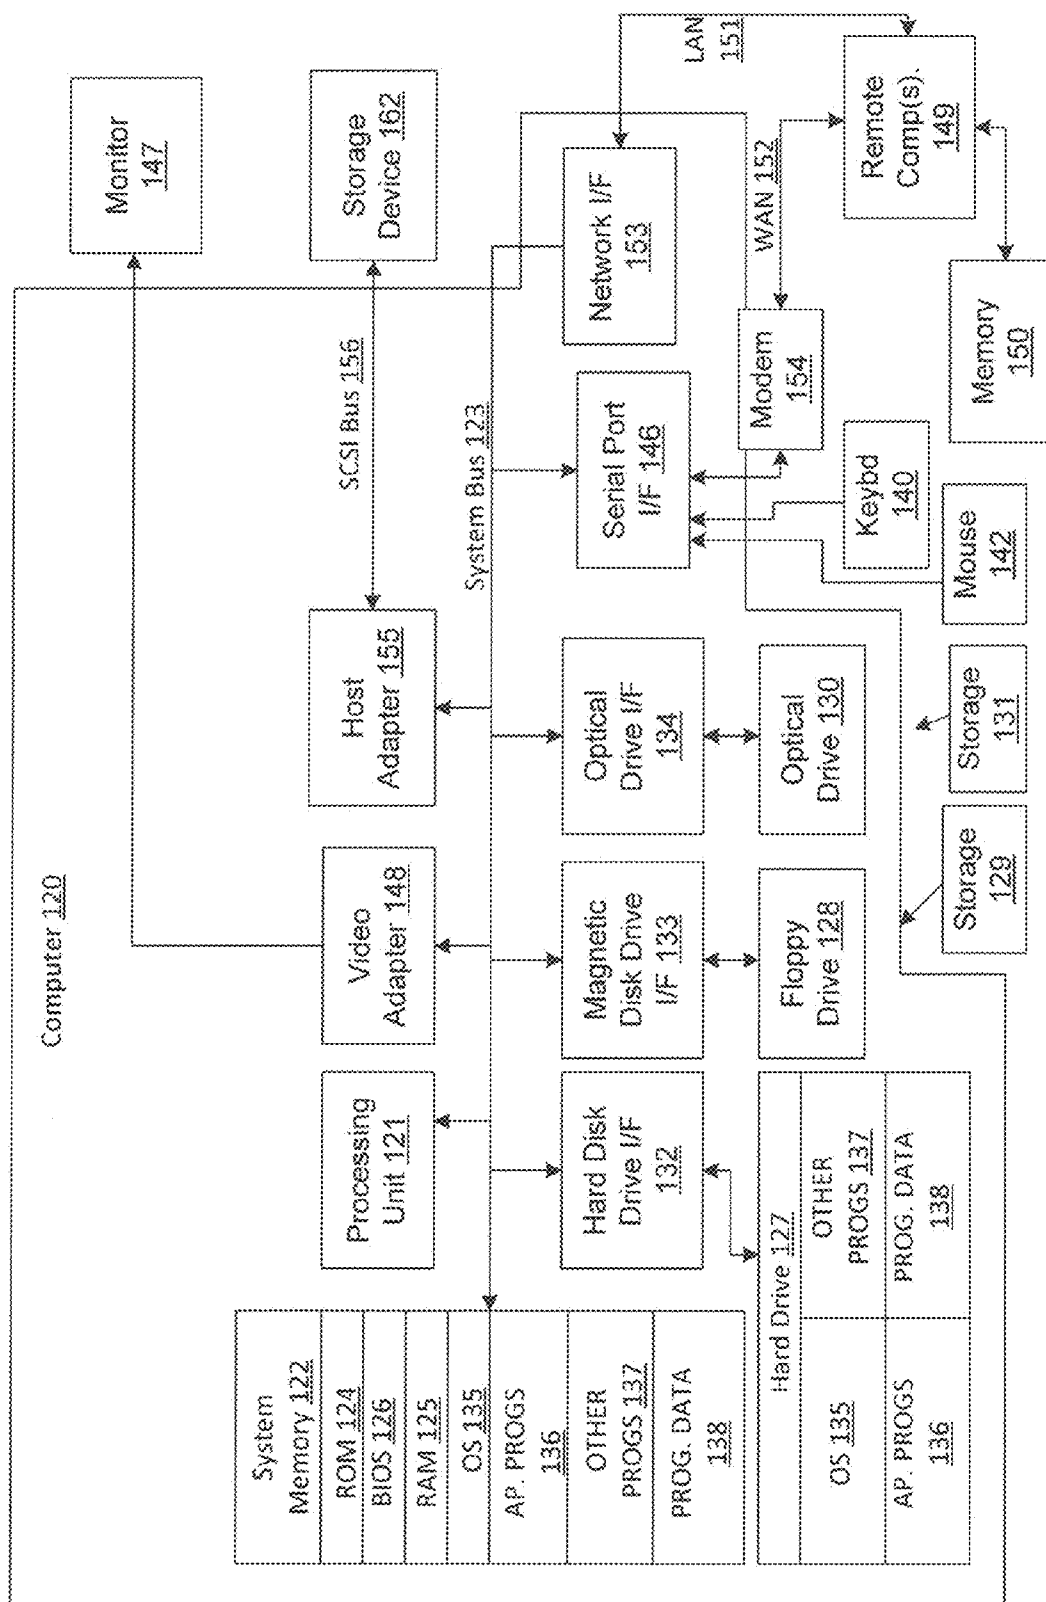 Computer 120
Monitor
147
Storage
Device 162
SCSI Bus 156
System
Memory 122
ROM 124
BIOS 126
RAM 125
OS 135
AP. PROGS
136
OTHER
PROGS 137
PROG. DATA
138
Processing
Unit 121
Video
Adapter 148
Host
Adapter 155
System Bus 123
Hard Disk
Drive I/F
132
Magnetic
Disk Drive
I/F 133
Optical
Drive I/F
134
Serial Port
I/F 146
Network I/F
153
LAN
151
Hard Drive 127
OS 135
OTHER
PROGS 137
AP. PROGS
136
PROG. DATA
138
Floppy
Drive 128
Optical
Drive 130
Modem
154
WAN 152
Remote
Comp(s).
149
Keybd
140
Storage
129
Storage
131
Mouse
142
Memory
150